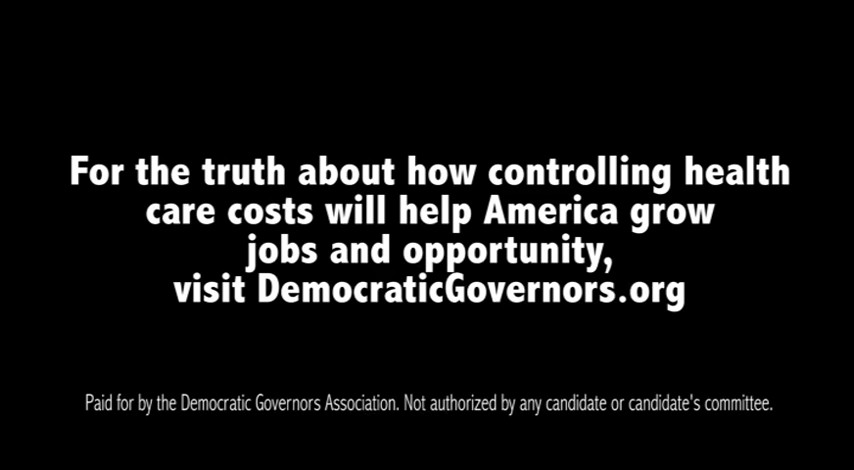 For the truth about how controlling health
care costs will help America grow
jobs and opportunity,
visit DemocraticGovernors.org
Paid for by the Democratic Governors Association. Not authorized by any candidate or candidate's committee.